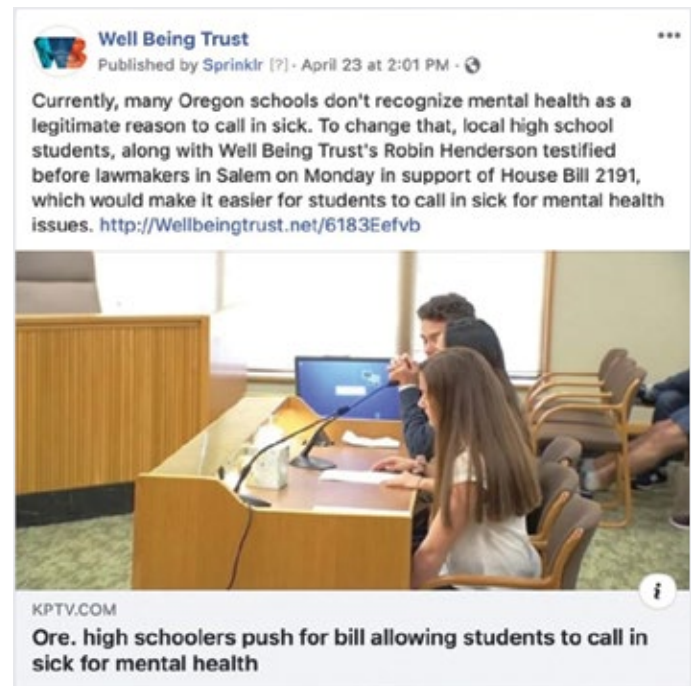 Well Being Trust
Published by Sprinklr [?] · April 23 at 2:01 PM ·
Currently, many Oregon schools don't recognize mental health as a
legitimate reason to call in sick. To change that, local high school
students, along with Well Being Trust's Robin Henderson testified
before lawmakers in Salem on Monday in support of House Bill 2191,
which would make it easier for students to call in sick for mental health
issues. http://Wellbeingtrust.net/6183Eefvb
KPTV.COM
Ore. high schoolers push for bill allowing students to call in
sick for mental health